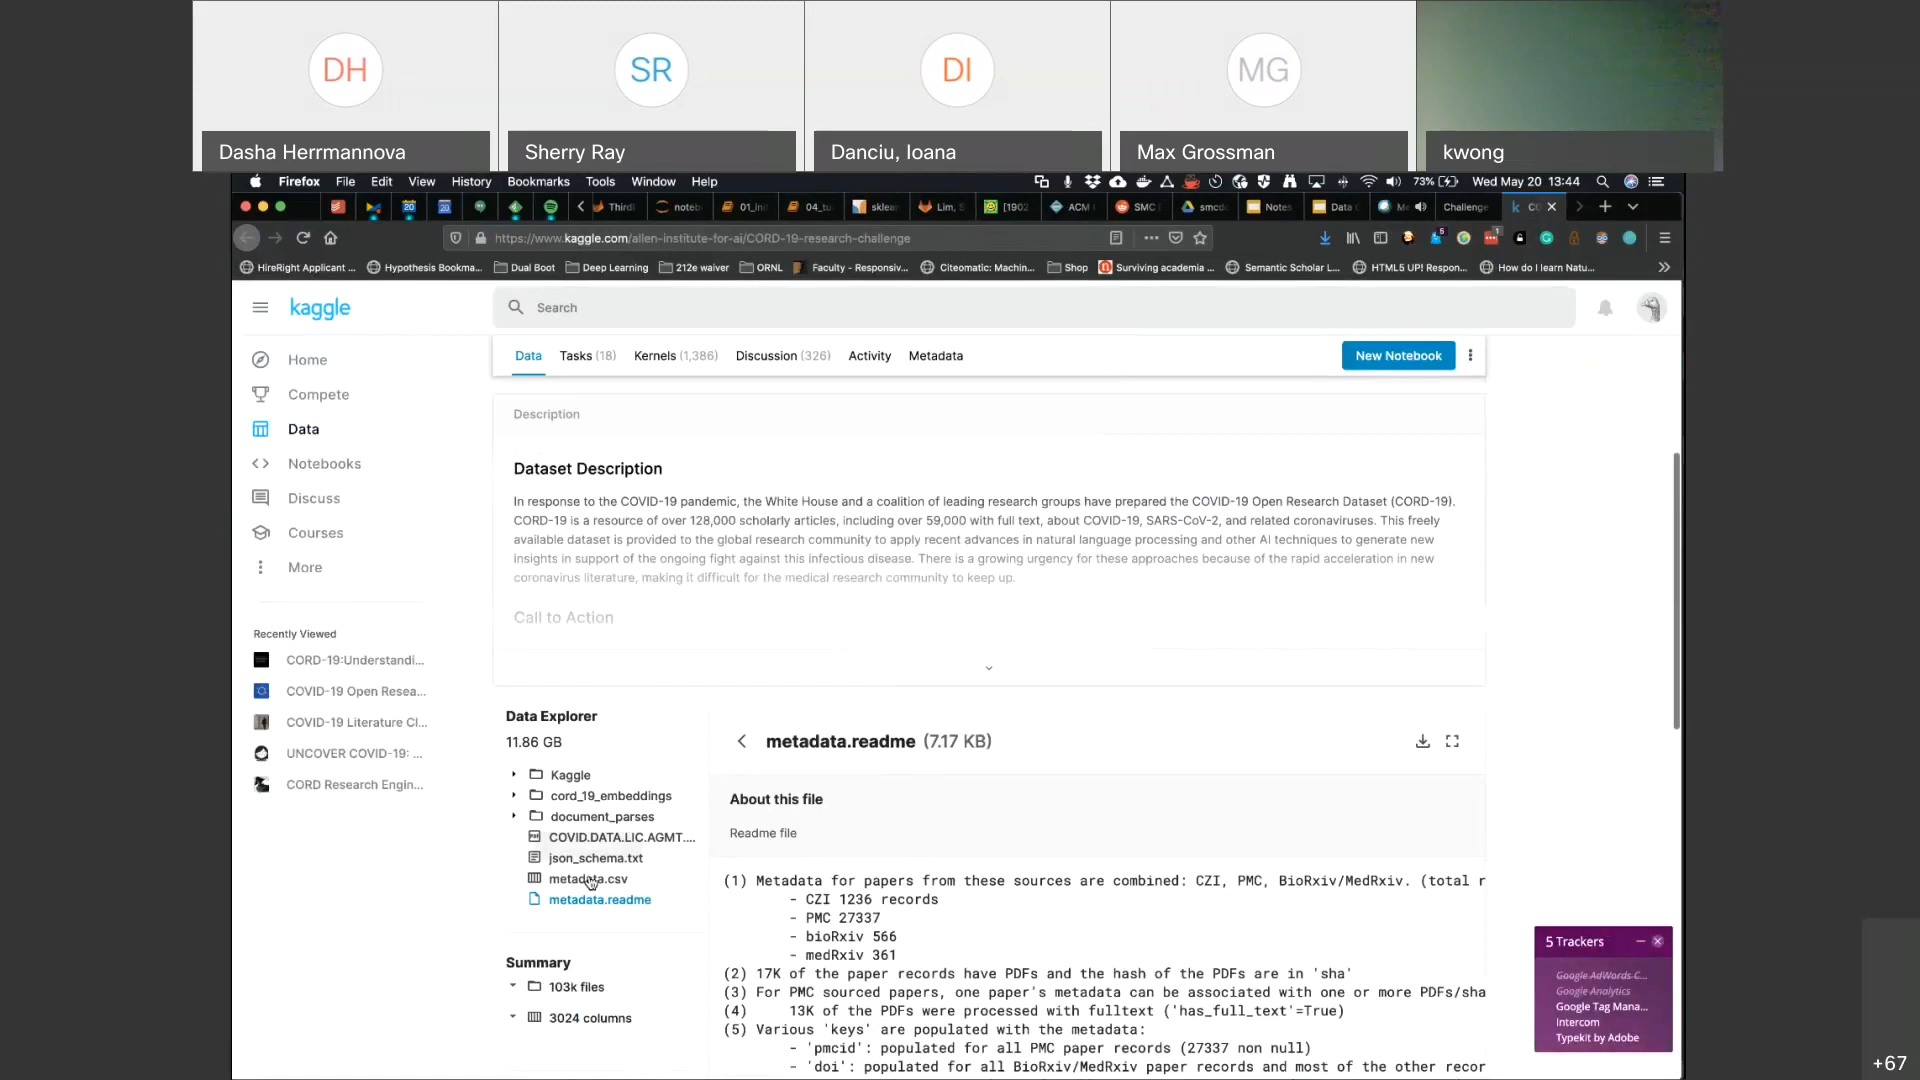 DH
SR
DI
MG
Dasha Herrmannova
Sherry Ray
Danciu, Ioana
Max Grossman
kwong
Firefox File Edit View History Bookmarks Tools Window Help
73% Wed May 20 13:44
Third
noteb
01_ini
04_tu
sklea
Lim, S
[1902
ACM
SMC
smcd
Notes
Data
Me
Challenge
https://www.kaggle.com/allen-institute-for-ai/CORD-19-research-challenge
HireRight Applicant ...
Hypothesis Bookma...
Dual Boot
Deep Learning
212e waiver
ORNL
Faculty - Responsiv...
Citeomatic: Machin...
Shop
Surviving academia ...
Semantic Scholar L...
HTML5 UP! Respon...
How do I learn Natu...
kaggle
Search
Home
Compete
Data
Notebooks
Discuss
Courses
More
Recently Viewed
CORD-19:Understandi...
COVID-19 Open Resea...
COVID-19 Literature Cl...
UNCOVER COVID-19: ...
CORD Research Engin...
Data Tasks (18) Kernels (1,386) Discussion (326) Activity Metadata
New Notebook
Description
Dataset Description
In response to the COVID-19 pandemic, the White House and a coalition of leading research groups have prepared the COVID-19 Open Research Dataset (CORD-19).
CORD-19 is a resource of over 128,000 scholarly articles, including over 59,000 with full text, about COVID-19, SARS-CoV-2, and related coronaviruses. This freely
available dataset is provided to the global research community to apply recent advances in natural language processing and other AI techniques to generate new
insights in support of the ongoing fight against this infectious disease. There is a growing urgency for these approaches because of the rapid acceleration in new
coronavirus literature, making it difficult for the medical research community to keep up.
Call to Action
Data Explorer
11.86 GB
Kaggle
cord_19_embeddings
document_parses
COVID.DATA.LIC.AGMT....
json_schema.txt
metadata.csv
metadata.readme
Summary
103k files
3024 columns
metadata.readme (7.17 KB)
About this file
Readme file
(1) Metadata for papers from these sources are combined: CZI, PMC, BioRxiv/MedRxiv. (total r
- CZI 1236 records
- PMC 27337
- bioRxiv 566
- medRxiv 361
(2) 17K of the paper records have PDFs and the hash of the PDFs are in 'sha'
(3) For PMC sourced papers, one paper's metadata can be associated with one or more PDFs/sha
(4) 13K of the PDFs were processed with fulltext ('has_full_text'=True)
(5) Various 'keys' are populated with the metadata:
- 'pmcid': populated for all PMC paper records (27337 non null)
- 'doi': populated for all BioRxiv/MedRxiv paper records and most of the other recor
5 Trackers
Google AdWords C...
Google Analytics
Google Tag Mana...
Intercom
Typekit by Adobe
+67